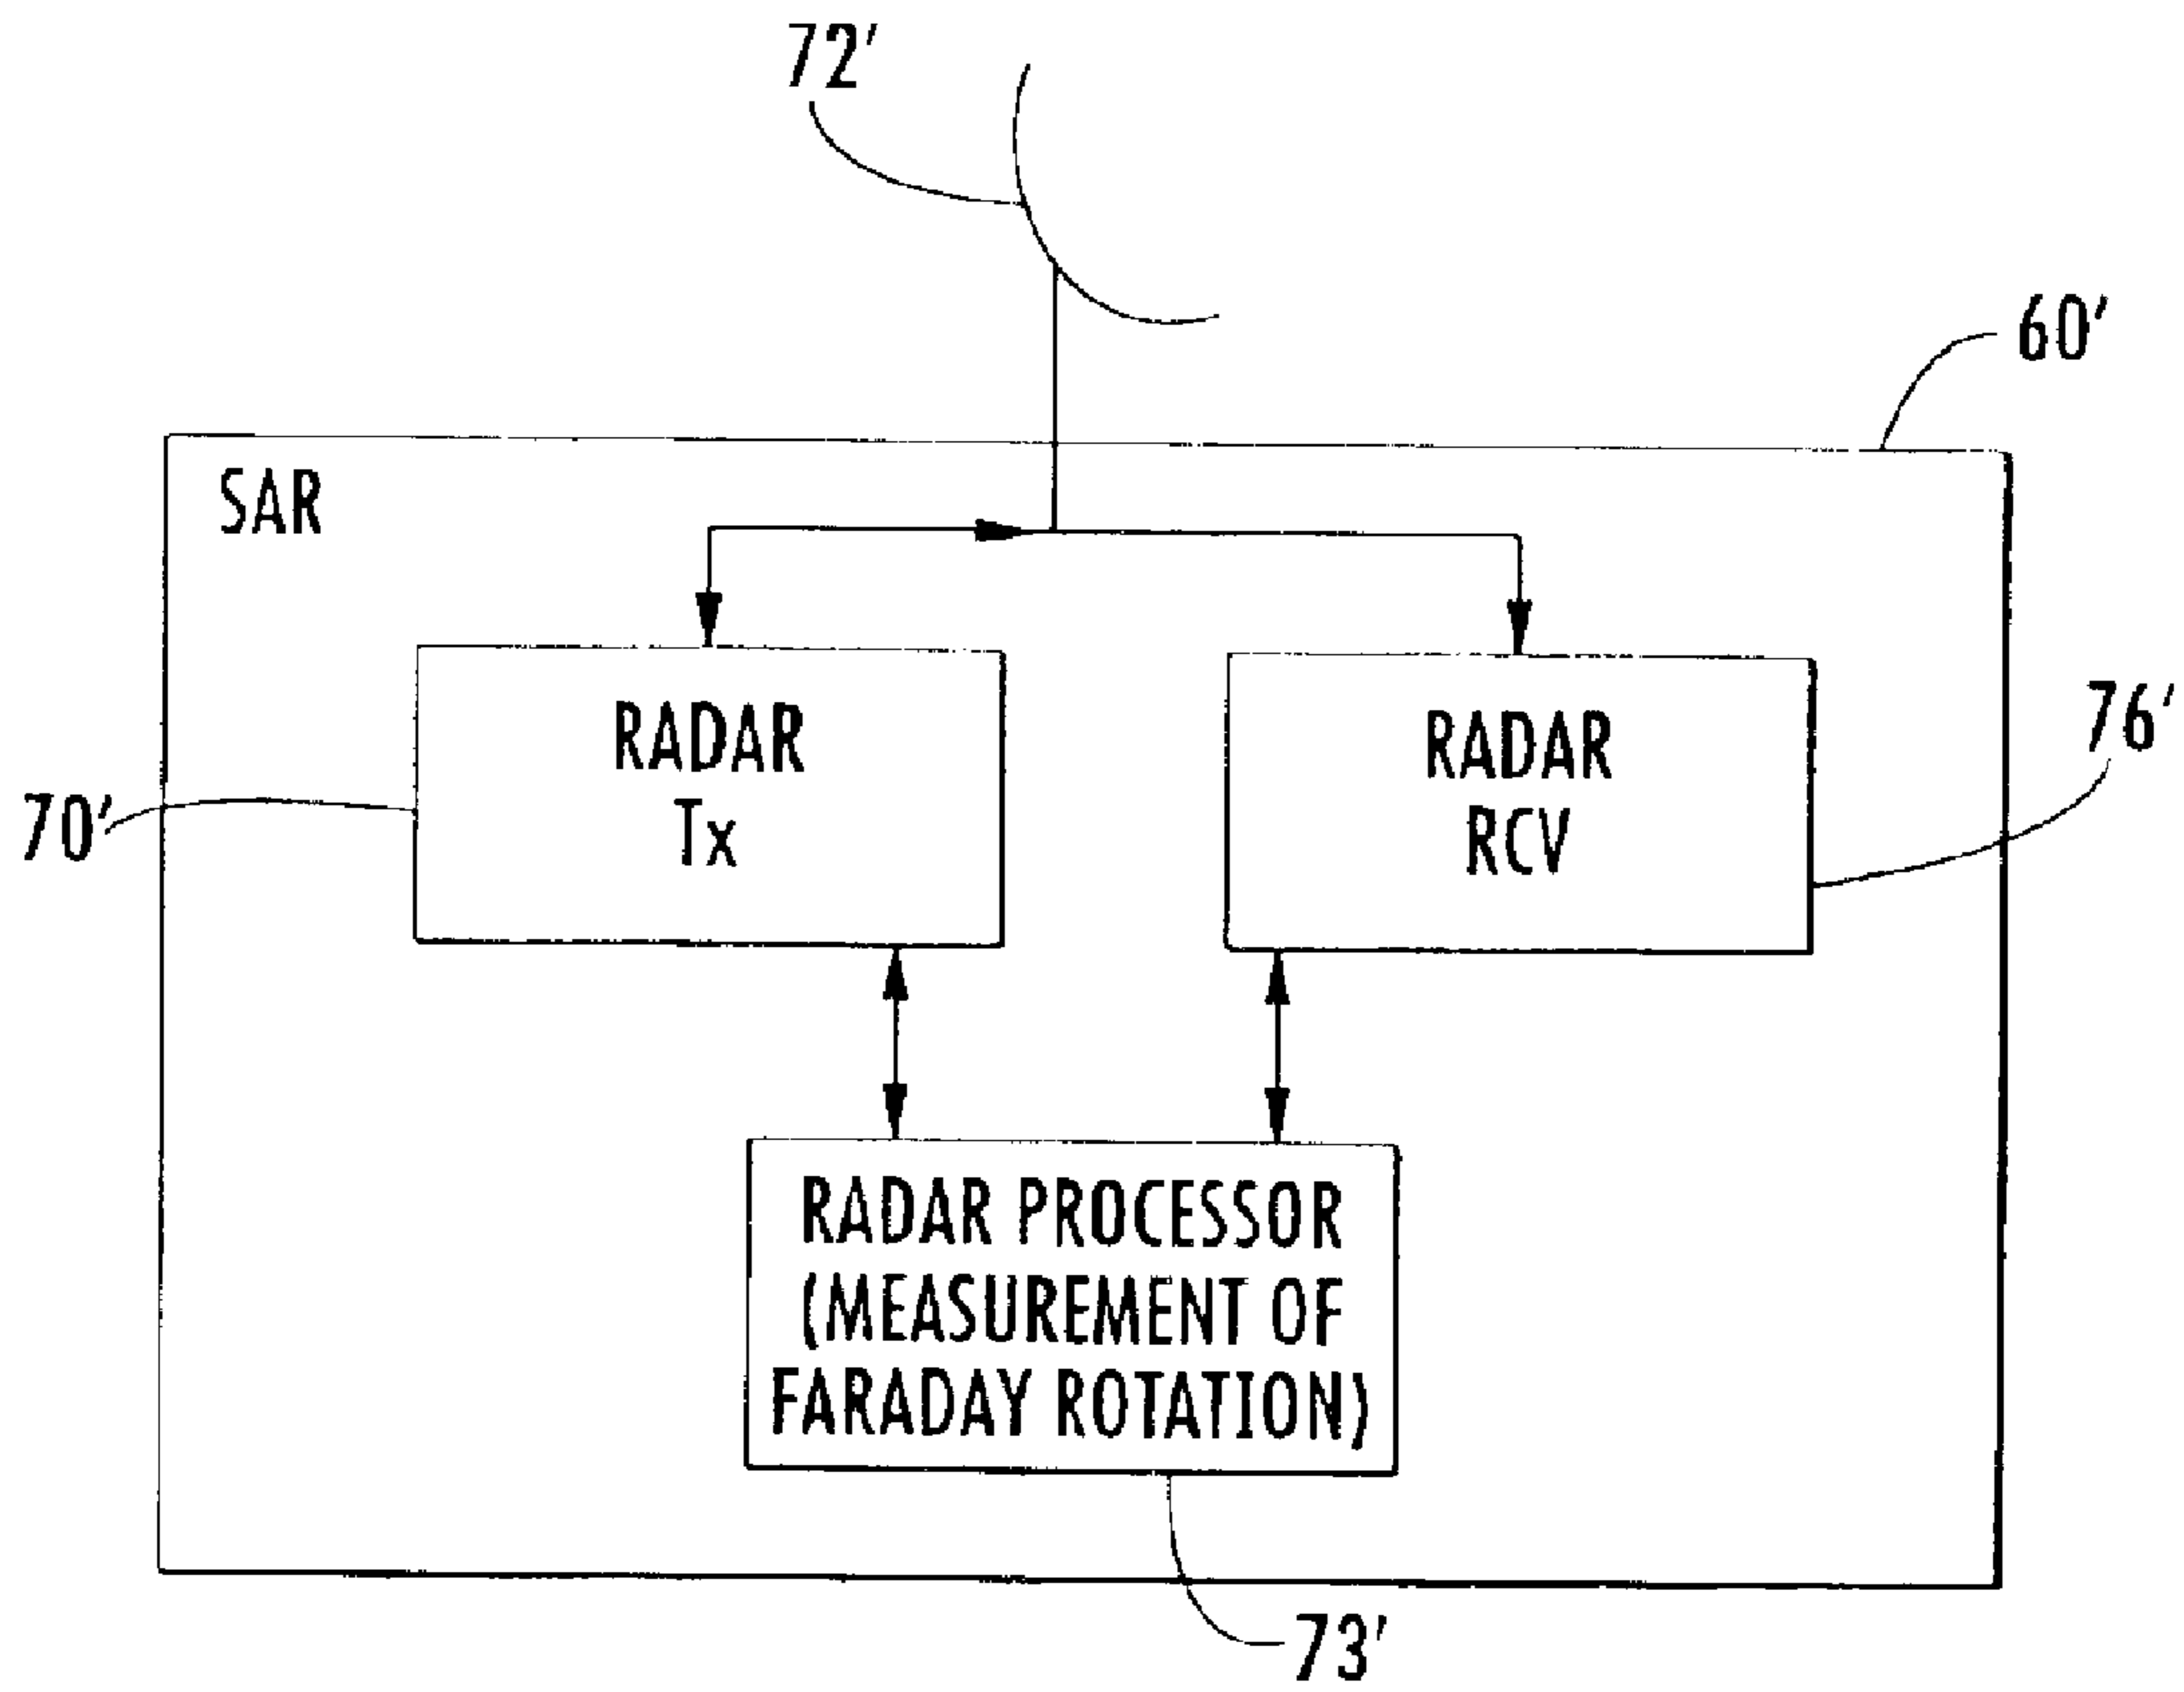 72'
60'
SAR
RADAR
Tx
RADAR
RCV
76'
70'
RADAR PROCESSOR
(MEASUREMENT OF
FARADAY ROTATION)
73'